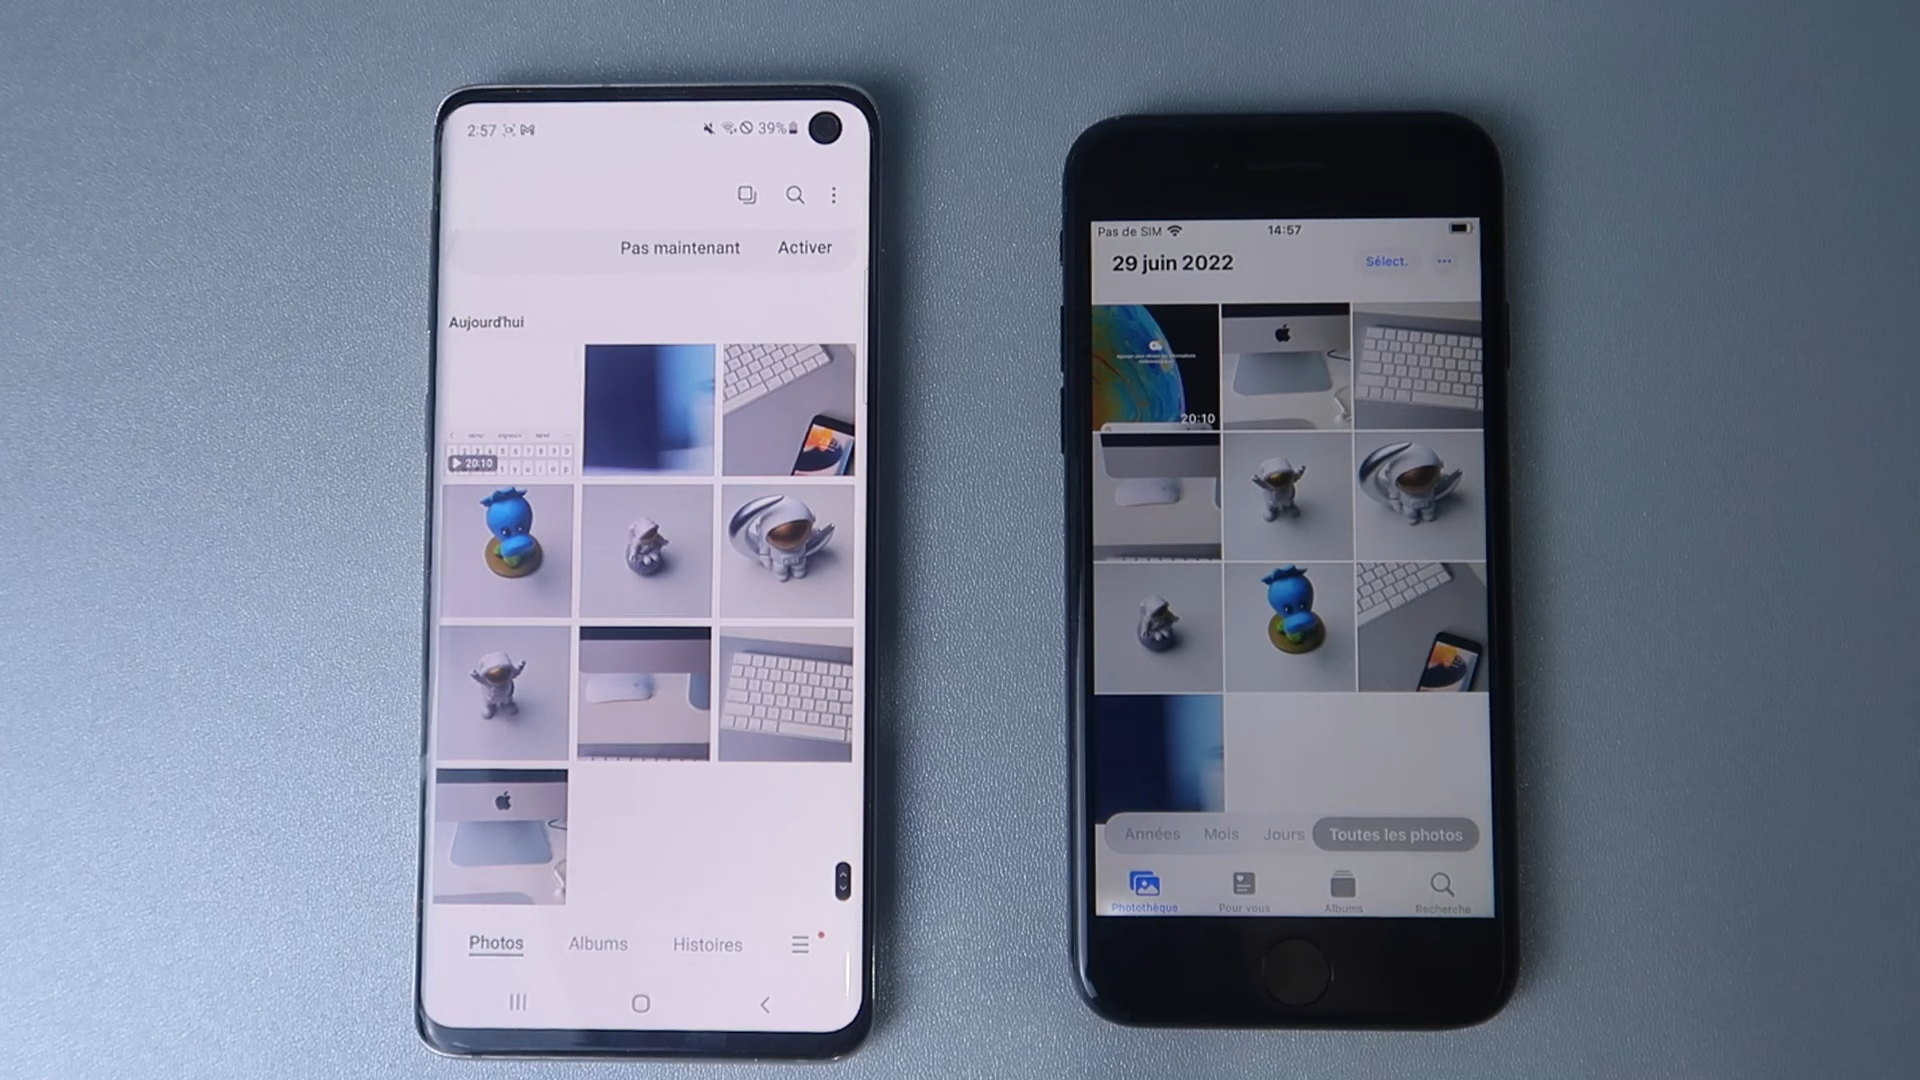 2:57
39%
Pas maintenant
Activer
Aujourd'hui
20:10
Photos
Albums
Histoires
Pas de SIM
14:57
29 juin 2022
Sélect.
20:10
Années
Mois
Jours
Toutes les photos
Photothèque
Pour vous
Albums
Recherche